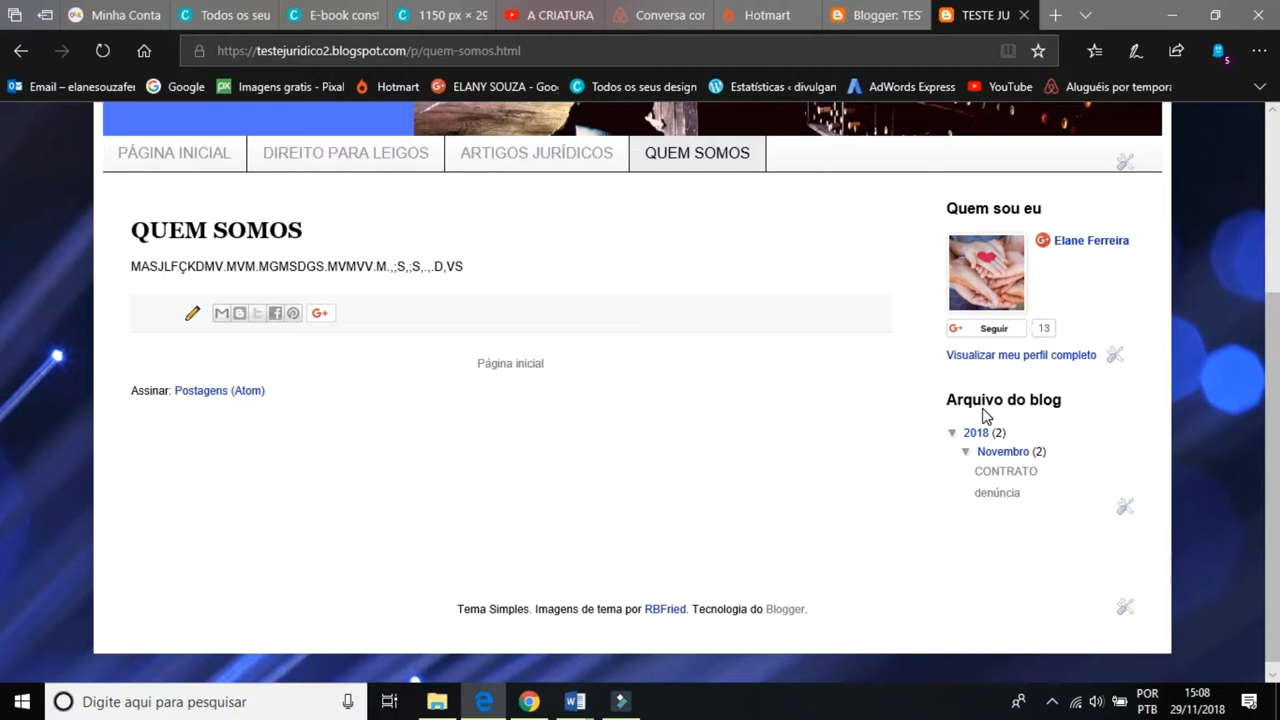 Minha Conta
Todos os seu
E-book cons
1150 px × 29
A CRIATURA
Conversa cor
Hotmart
Blogger: TES
TESTE JU
https://testejuridico2.blogspot.com/p/quem-somos.html
5
Email – elanesouzafer
Google
Imagens gratis - Pixal
Hotmart
ELANY SOUZA - Goo
Todos os seus design
Estatísticas ‹ divulgan
AdWords Express
YouTube
Aluguéis por tempora
PÁGINA INICIAL
DIREITO PARA LEIGOS
ARTIGOS JURÍDICOS
QUEM SOMOS
QUEM SOMOS
MASJLFÇKDMV.MVM.MGMSDGS.MVMVV.M.,;S,;S,.,.D,VS
G+
Página inicial
Assinar: Postagens (Atom)
Quem sou eu
Elane Ferreira
G+ Seguir 13
Visualizar meu perfil completo
Arquivo do blog
▼ 2018 (2)
▼ Novembro (2)
CONTRATO
denúncia
Tema Simples. Imagens de tema por RBFried. Tecnologia do Blogger.
Digite aqui para pesquisar
POR
PTB
15:08
29/11/2018